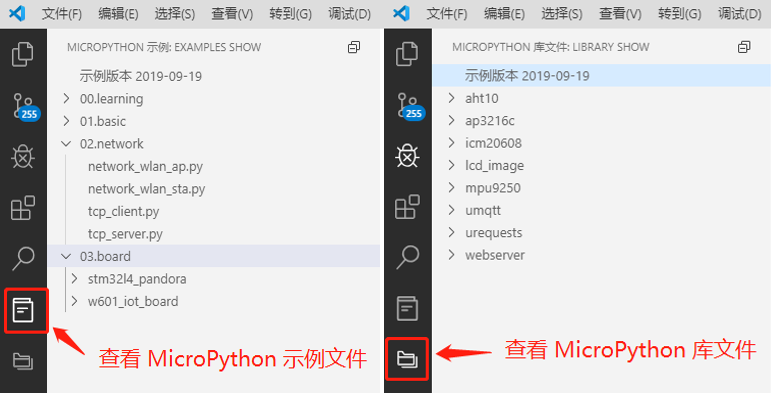 文件(F) 编辑(E) 选择(S) 查看(V) 转到(G) 调试(D)
MICROPYTHON 示例: EXAMPLES SHOW
示例版本 2019-09-19
00.learning
01.basic
02.network
network_wlan_ap.py
network_wlan_sta.py
tcp_client.py
tcp_server.py
03.board
stm32l4_pandora
w601_iot_board
255
查看 MicroPython 示例文件
文件(F) 编辑(E) 选择(S) 查看(V) 转到(G) 调试(D)
MICROPYTHON 库文件: LIBRARY SHOW
示例版本 2019-09-19
aht10
ap3216c
icm20608
lcd_image
mpu9250
umqtt
urequests
webserver
255
查看 MicroPython 库文件